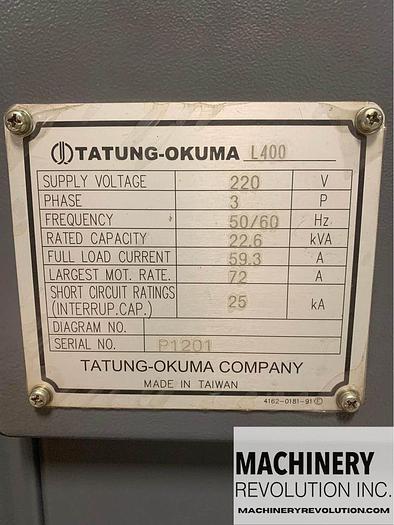 TATUNG-OKUMA L400
SUPPLY VOLTAGE 220 V
PHASE 3 P
FREQUENCY 50/60 Hz
RATED CAPACITY 22.6 kVA
FULL LOAD CURRENT 59.3 A
LARGEST MOT. RATE. 72 A
SHORT CIRCUIT RATINGS
(INTERRUP.CAP.) 25 kA
DIAGRAM NO.
SERIAL NO. P1201
TATUNG-OKUMA COMPANY
MADE IN TAIWAN
4162-0181-91 Ⓔ
MACHINERY
REVOLUTION INC.
MACHINERYREVOLUTION.COM